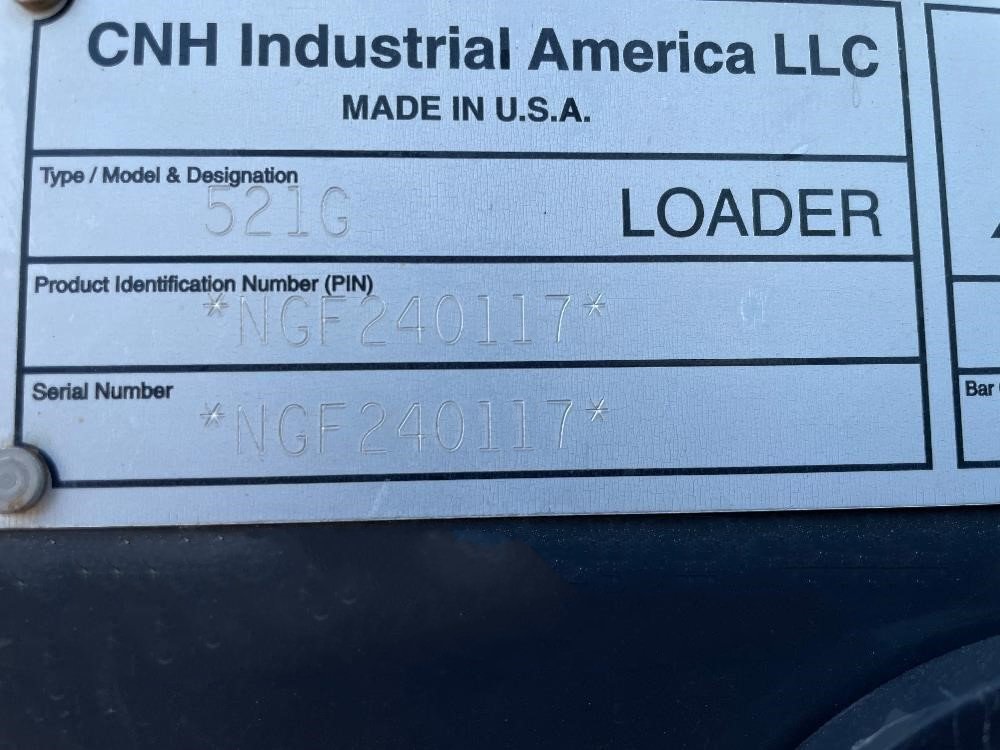 CNH Industrial America LLC
MADE IN U.S.A.
Type / Model & Designation
521G
LOADER
Product Identification Number (PIN)
*NGF240117*
Serial Number
*NGF240117*
Bar